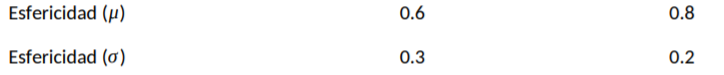 Esfericidad (μ) 0.6 0.8
Esfericidad (σ) 0.3 0.2